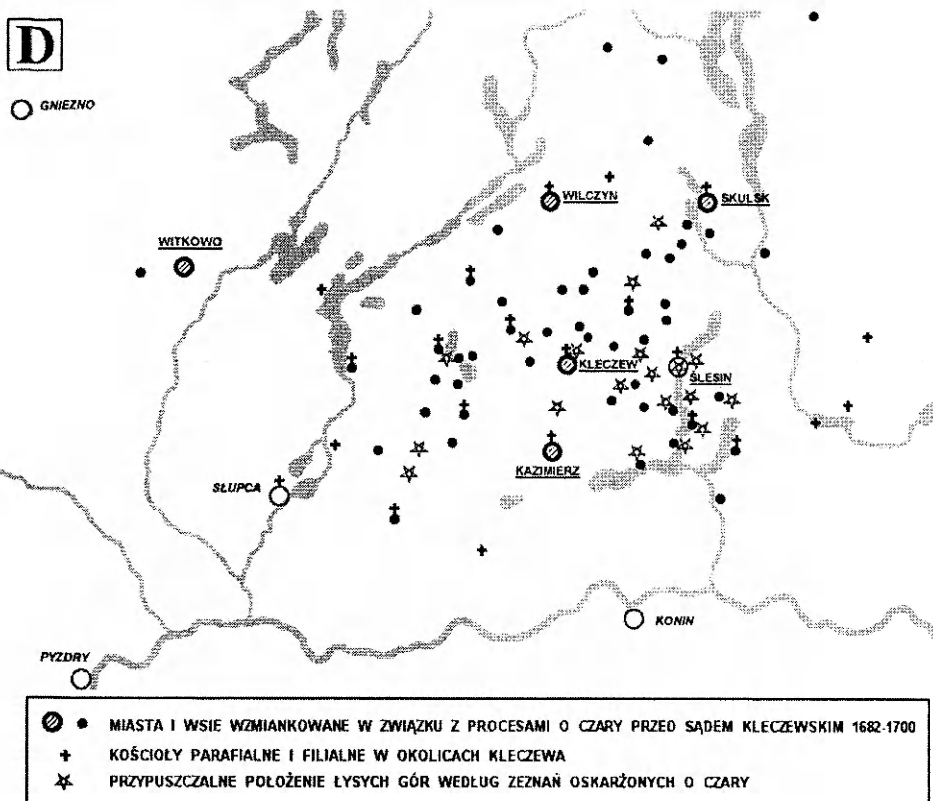 D
GNIEZNO
WILCZYN
SKULSK
WITKOWO
KLECZEW
ŚLESIN
KAZIMIERZ
SŁUPCA
KONIN
PYZDRY
MIASTA I WSIE WZMIANKOWANE W ZWIĄZKU Z PROCESAMI O CZARY PRZED SĄDEM KLECZEWSKIM 1682-1700
KOŚCIOŁY PARAFIALNE I FILIALNE W OKOLICACH KLECZEWA
PRZYPUSZCZALNE POŁOŻENIE ŁYSYCH GÓR WEDŁUG ZEZNAŃ OSKARŻONYCH O CZARY